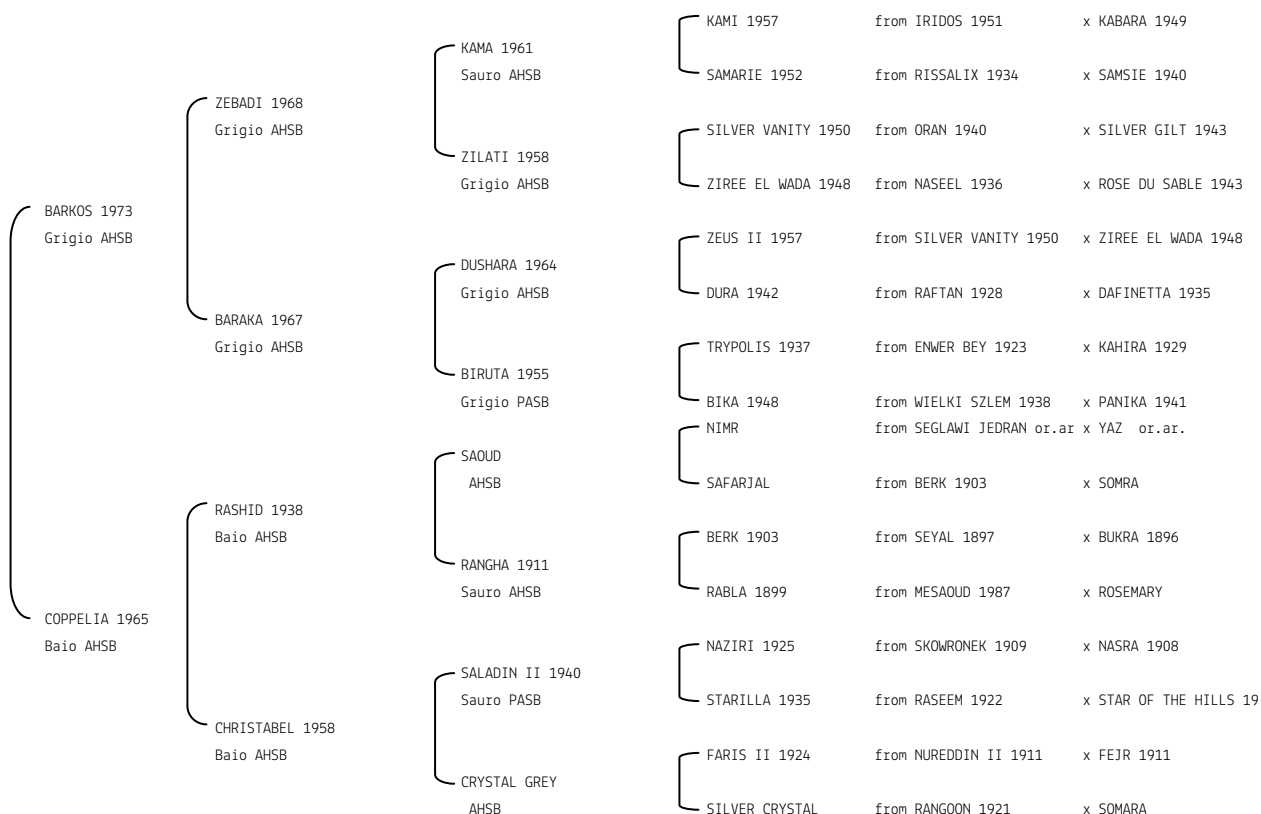 KAMI 1957 from IRIDOS 1951 x KABARA 1949
KAMA 1961
Sauro AHSB SAMARIE 1952 from RISSALIX 1934 x SAMSIE 1940
ZEBADI 1968
Grigio AHSB SILVER VANITY 1950 from ORAN 1940 x SILVER GILT 1943
ZILATI 1958
Grigio AHSB ZIREE EL WADA 1948 from NASEEL 1936 x ROSE DU SABLE 1943
BARKOS 1973
Grigio AHSB ZEUS II 1957 from SILVER VANITY 1950 x ZIREE EL WADA 1948
DUSHARA 1964
Grigio AHSB DURA 1942 from RAFTAN 1928 x DAFINETTA 1935
BARAKA 1967
Grigio AHSB TRYPOLIS 1937 from ENWER BEY 1923 x KAHIRA 1929
BIRUTA 1955
Grigio PASB BIKA 1948 from WIELKI SZLEM 1938 x PANIKA 1941
NIMR from SEGLAWI JEDRAN or.ar x YAZ or.ar.
SAOUD
AHSB SAFARJAL from BERK 1903 x SOMRA
RASHID 1938
Baio AHSB BERK 1903 from SEYAL 1897 x BUKRA 1896
RANGHA 1911
Sauro AHSB RABLA 1899 from MESAOUD 1987 x ROSEMARY
COPPELIA 1965
Baio AHSB NAZIRI 1925 from SKOWRONEK 1909 x NASRA 1908
SALADIN II 1940
Sauro PASB STARILLA 1935 from RASEEM 1922 x STAR OF THE HILLS 19
CHRISTABEL 1958
Baio AHSB FARIS II 1924 from NUREDDIN II 1911 x FEJR 1911
CRYSTAL GREY
AHSB SILVER CRYSTAL from RANGOON 1921 x SOMARA